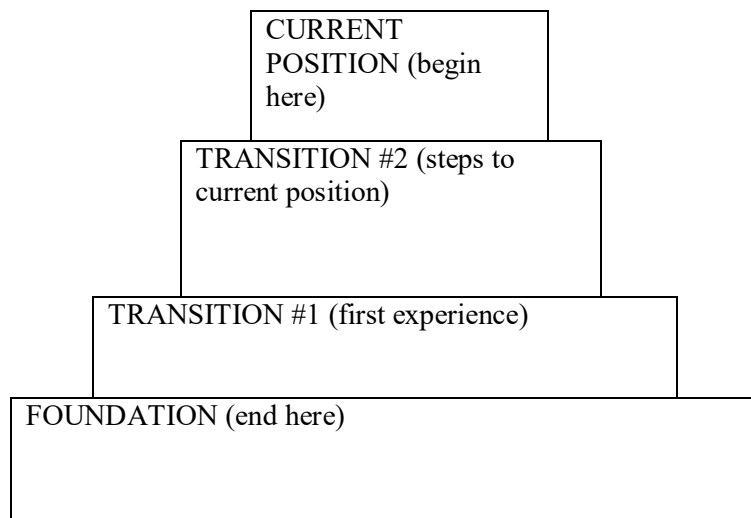 CURRENT
POSITION (begin
here)
TRANSITION #2 (steps to
current position)
TRANSITION #1 (first experience)
FOUNDATION (end here)